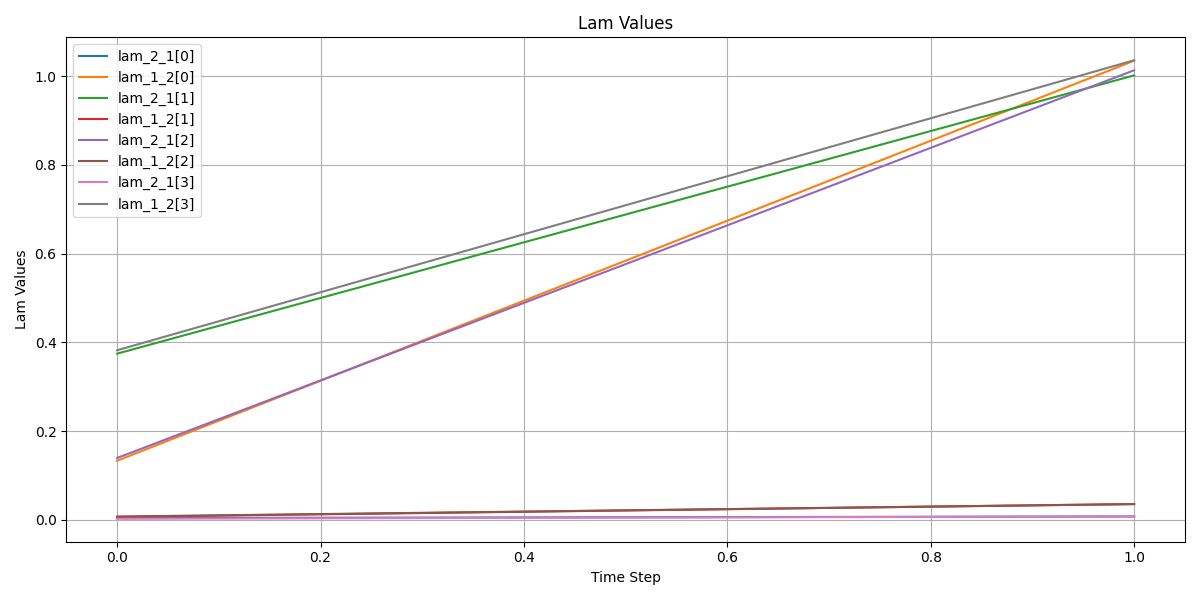 Lam Values
lam_2_1[0]
lam_1_2[0]
lam_2_1[1]
lam_1_2[1]
lam_2_1[2]
lam_1_2[2]
lam_2_1[3]
lam_1_2[3]
Lam Values
1.0
0.8
0.6
0.4
0.2
0.0
0.0 0.2 0.4 0.6 0.8 1.0
Time Step